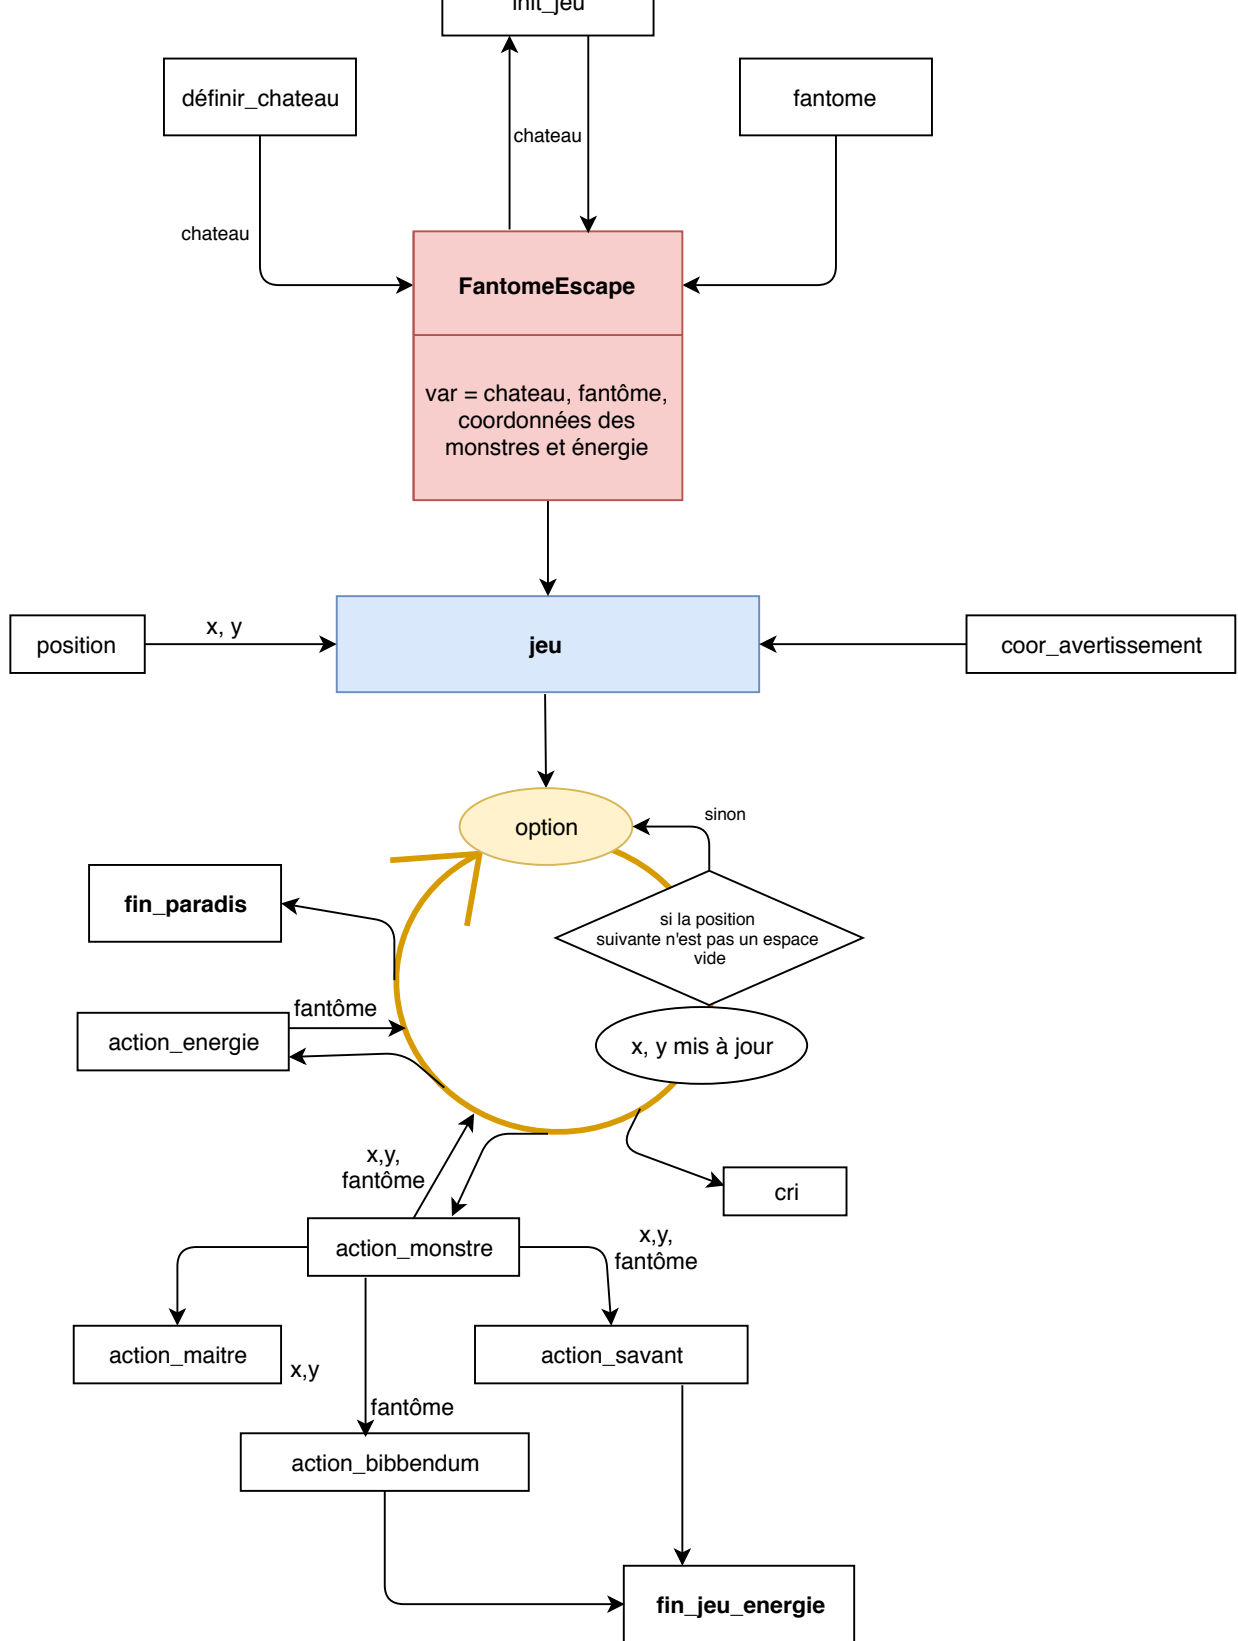 init_jeu
définir_chateau
fantome
chateau
chateau
FantomeEscape
var = chateau, fantôme,
coordonnées des
monstres et énergie
position
x, y
jeu
coor_avertissement
option
sinon
fin_paradis
si la position
suivante n'est pas un espace
vide
fantôme
action_energie
x, y mis à jour
x,y,
fantôme
cri
action_monstre
x,y,
fantôme
action_maitre
x,y
action_savant
fantôme
action_bibbendum
fin_jeu_energie